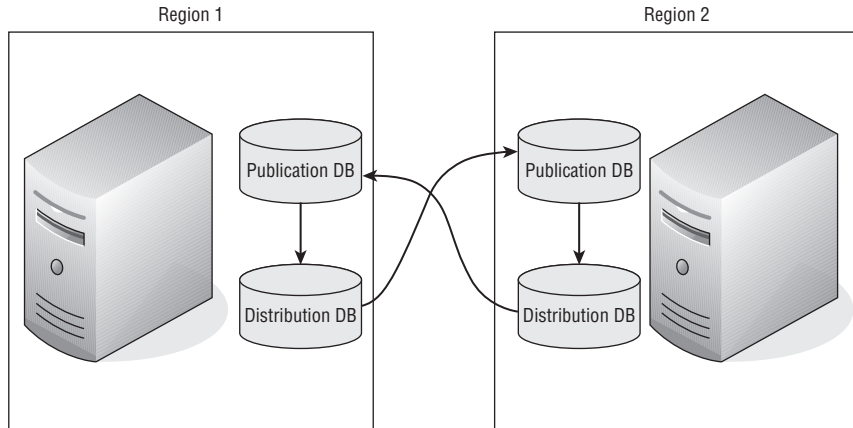 Region 1
Region 2
Publication DB
Publication DB
Distribution DB
Distribution DB